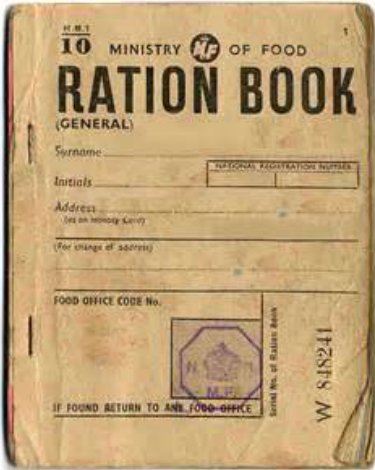 H.B.1
10
1
MINISTRY MF OF FOOD
RATION BOOK
(GENERAL)
Surname
NATIONAL REGISTRATION NUMBER
Initials
Address
(as on Identity Card)
(For change of address)
FOOD OFFICE CODE No.
M.F.
IF FOUND RETURN TO ANY FOOD OFFICE
Serial No. of Ration Book
W 848241